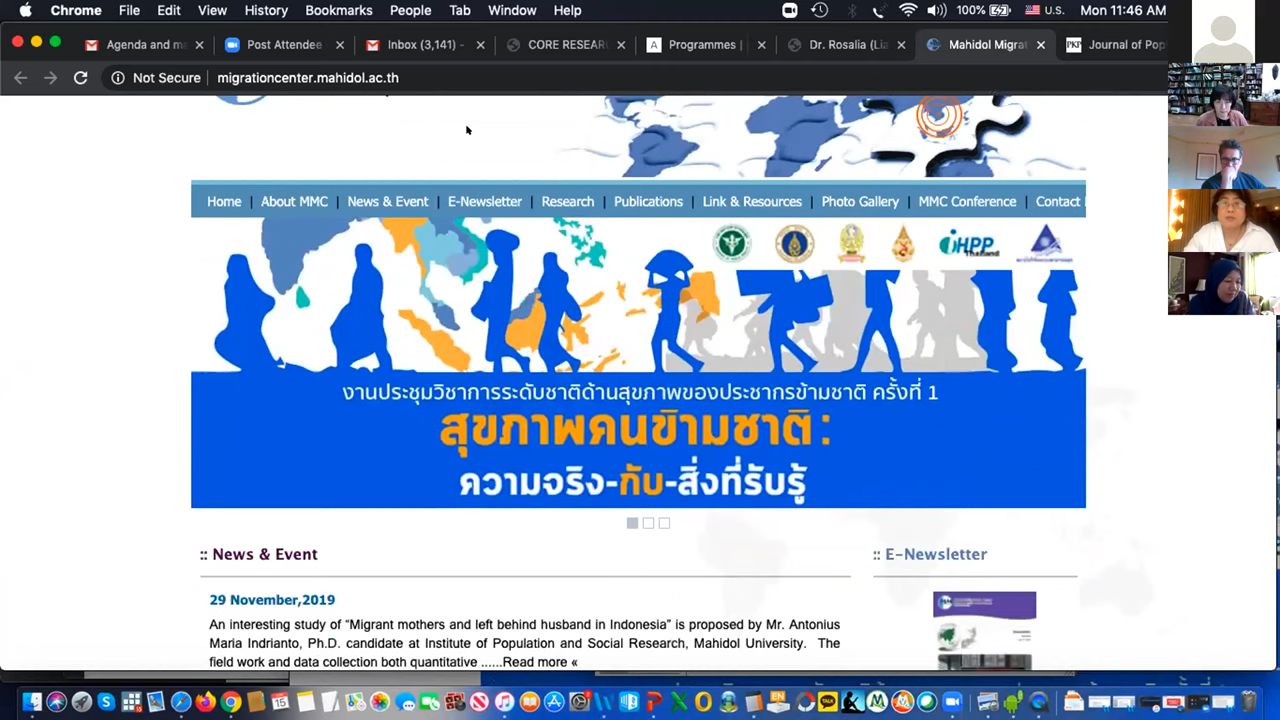 Chrome File Edit View History Bookmarks People Tab Window Help 100% U.S. Mon 11:46 AM
Agenda and ma Post Attendee Inbox (3,141) - CORE RESEAR Programmes | Dr. Rosalia (Lia Mahidol Migrat PKP Journal of Pop
Not Secure migrationcenter.mahidol.ac.th
Home | About MMC | News & Event | E-Newsletter | Research | Publications | Link & Resources | Photo Gallery | MMC Conference | Contact
iHPP
Thailand
งานประชุมวิชาการระดับชาติด้านสุขภาพของประชากรข้ามชาติ ครั้งที่ 1
สุขภาพคนข้ามชาติ:
ความจริง-กับ-สิ่งที่รับรู้
:: News & Event
:: E-Newsletter
29 November,2019
An interesting study of “Migrant mothers and left behind husband in Indonesia” is proposed by Mr. Antonius
Maria Indrianto, Ph.D. candidate at Institute of Population and Social Research, Mahidol University. The
field work and data collection both quantitative ......Read more «